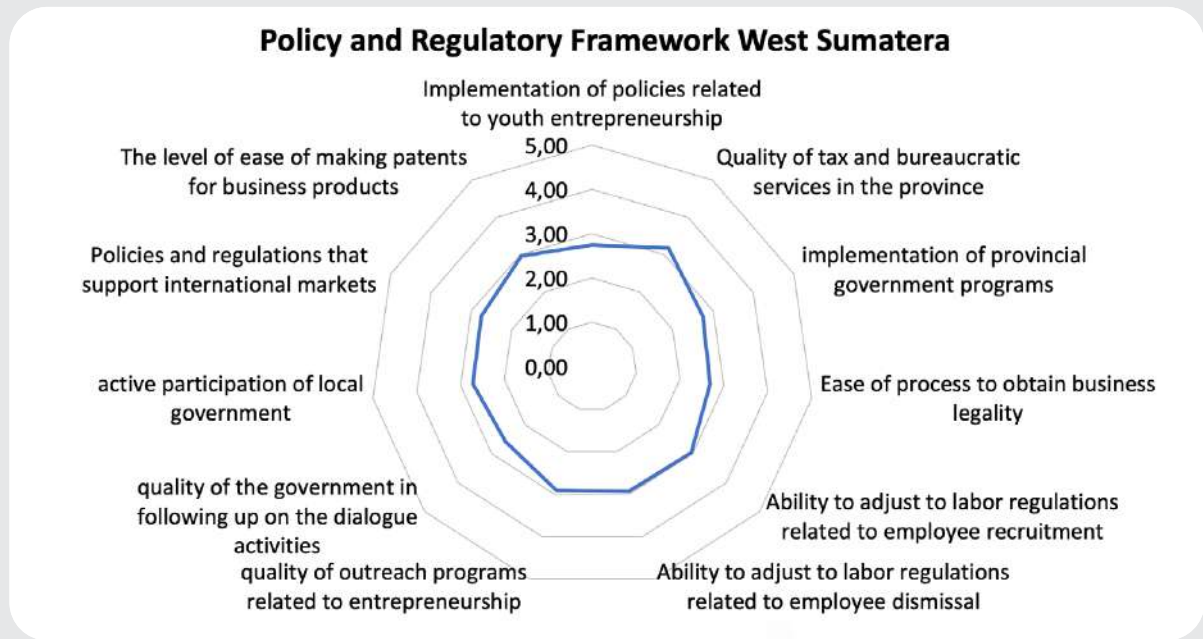 Policy and Regulatory Framework West Sumatera
Implementation of policies related
to youth entrepreneurship
5,00
4,00
3,00
2,00
1,00
0,00
Quality of tax and bureaucratic
services in the province
implementation of provincial
government programs
Ease of process to obtain business
legality
Ability to adjust to labor regulations
related to employee recruitment
Ability to adjust to labor regulations
related to employee dismissal
quality of outreach programs
related to entrepreneurship
quality of the government in
following up on the dialogue
activities
active participation of local
government
Policies and regulations that
support international markets
The level of ease of making patents
for business products